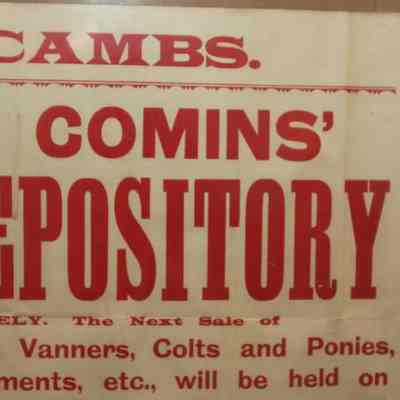 CAMBS.
COMINS'
EPOSITORY
ELY. The Next Sale of
Vanners, Colts and Ponies,
ments, etc., will be held on